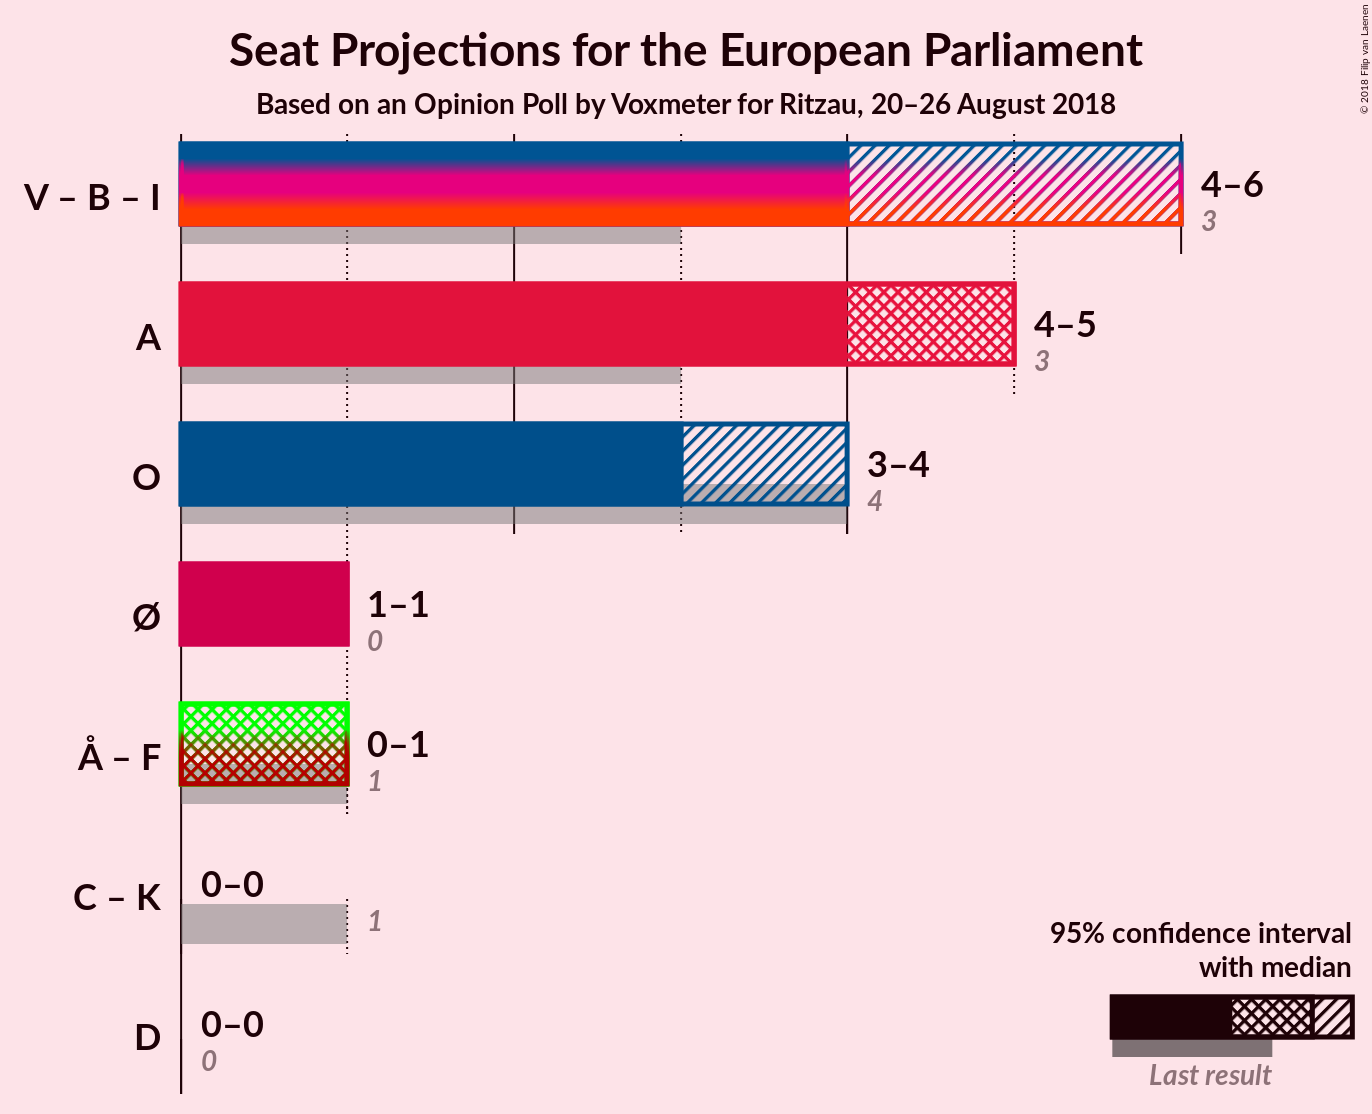 Seat Projections for the European Parliament
Based on an Opinion Poll by Voxmeter for Ritzau, 20–26 August 2018
© 2018 Filip van Laenen
V – B – I
4–6
3
A
4–5
3
O
3–4
4
Ø
1–1
0
Å – F
0–1
1
C – K
0–0
1
D
0–0
0
95% confidence interval
with median
Last result